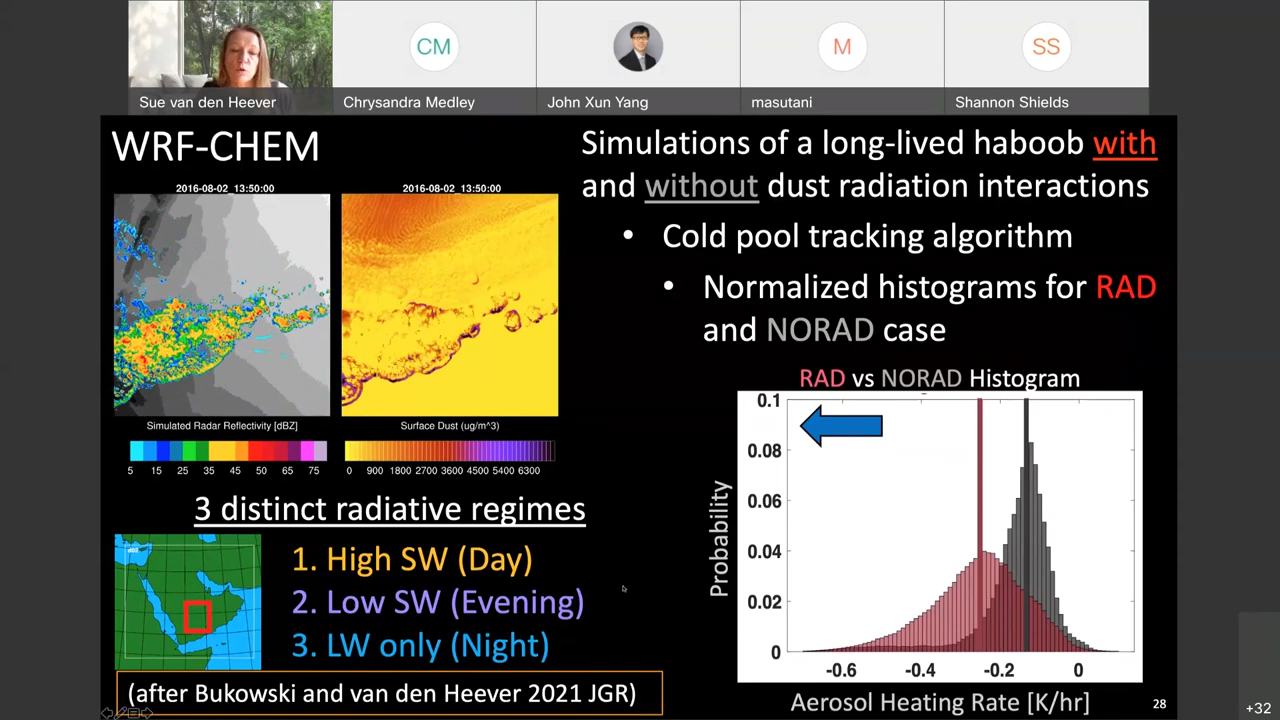 CM
M
SS
Sue van den Heever
Chrysandra Medley
John Xun Yang
masutani
Shannon Shields
WRF-CHEM
2016-08-02_13:50:00
2016-08-02_13:50:00
Simulated Radar Reflectivity [dBZ]
Surface Dust (ug/m^3)
5 15 25 35 45 50 65 75
0 900 1800 2700 3600 4500 5400 6300
3 distinct radiative regimes
1. High SW (Day)
2. Low SW (Evening)
3. LW only (Night)
(after Bukowski and van den Heever 2021 JGR)
Simulations of a long-lived haboob with
and without dust radiation interactions
• Cold pool tracking algorithm
• Normalized histograms for RAD
and NORAD case
RAD vs NORAD Histogram
0.1
0.08
0.06
0.04
0.02
0
Probability
-0.6 -0.4 -0.2 0
Aerosol Heating Rate [K/hr]
28
+32